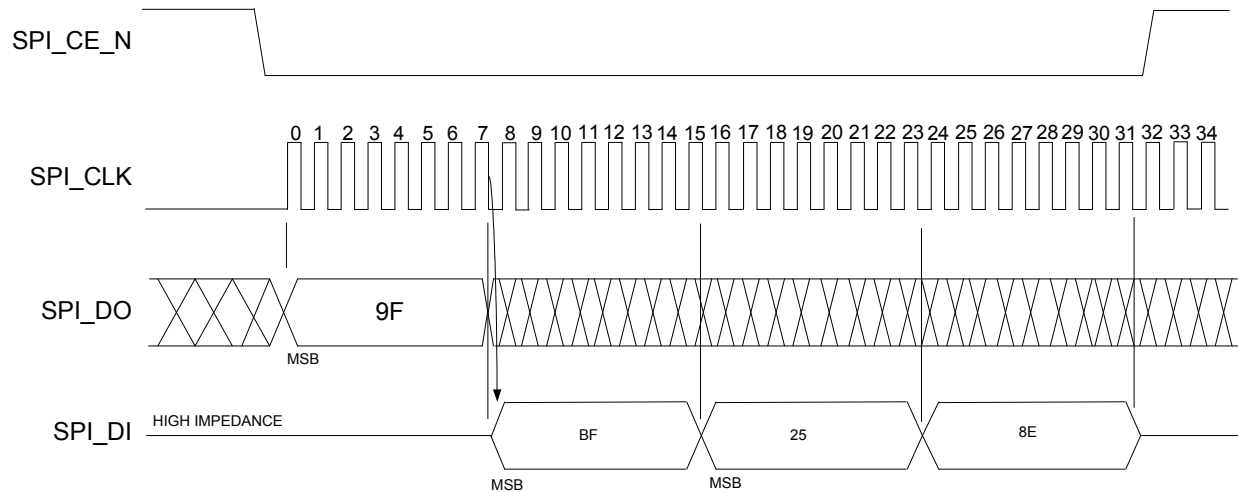 SPI_CE_N
0 1 2 3 4 5 6 7 8 9 10 11 12 13 14 15 16 17 18 19 20 21 22 23 24 25 26 27 28 29 30 31 32 33 34
SPI_CLK
SPI_DO
9F
MSB
HIGH IMPEDANCE
SPI_DI
BF
25
8E
MSB
MSB